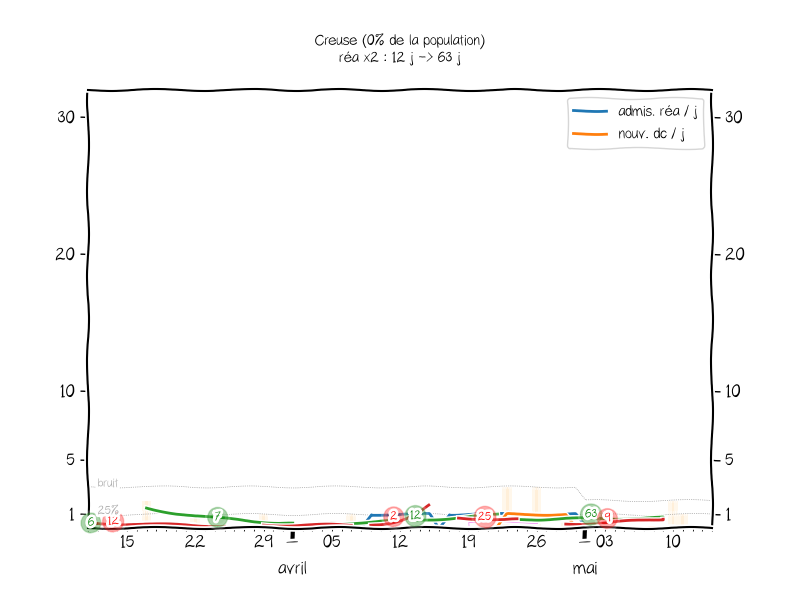 Creuse (0% de la population)
réa x2 : 12 j -> 63 j
admis. réa / j
nouv. dc / j
30 30
20 20
10 10
5 5
bruit
25%
1 1
6 12 7 2 12 25 63 9
15 22 29 05 12 19 26 03 10
avril mai